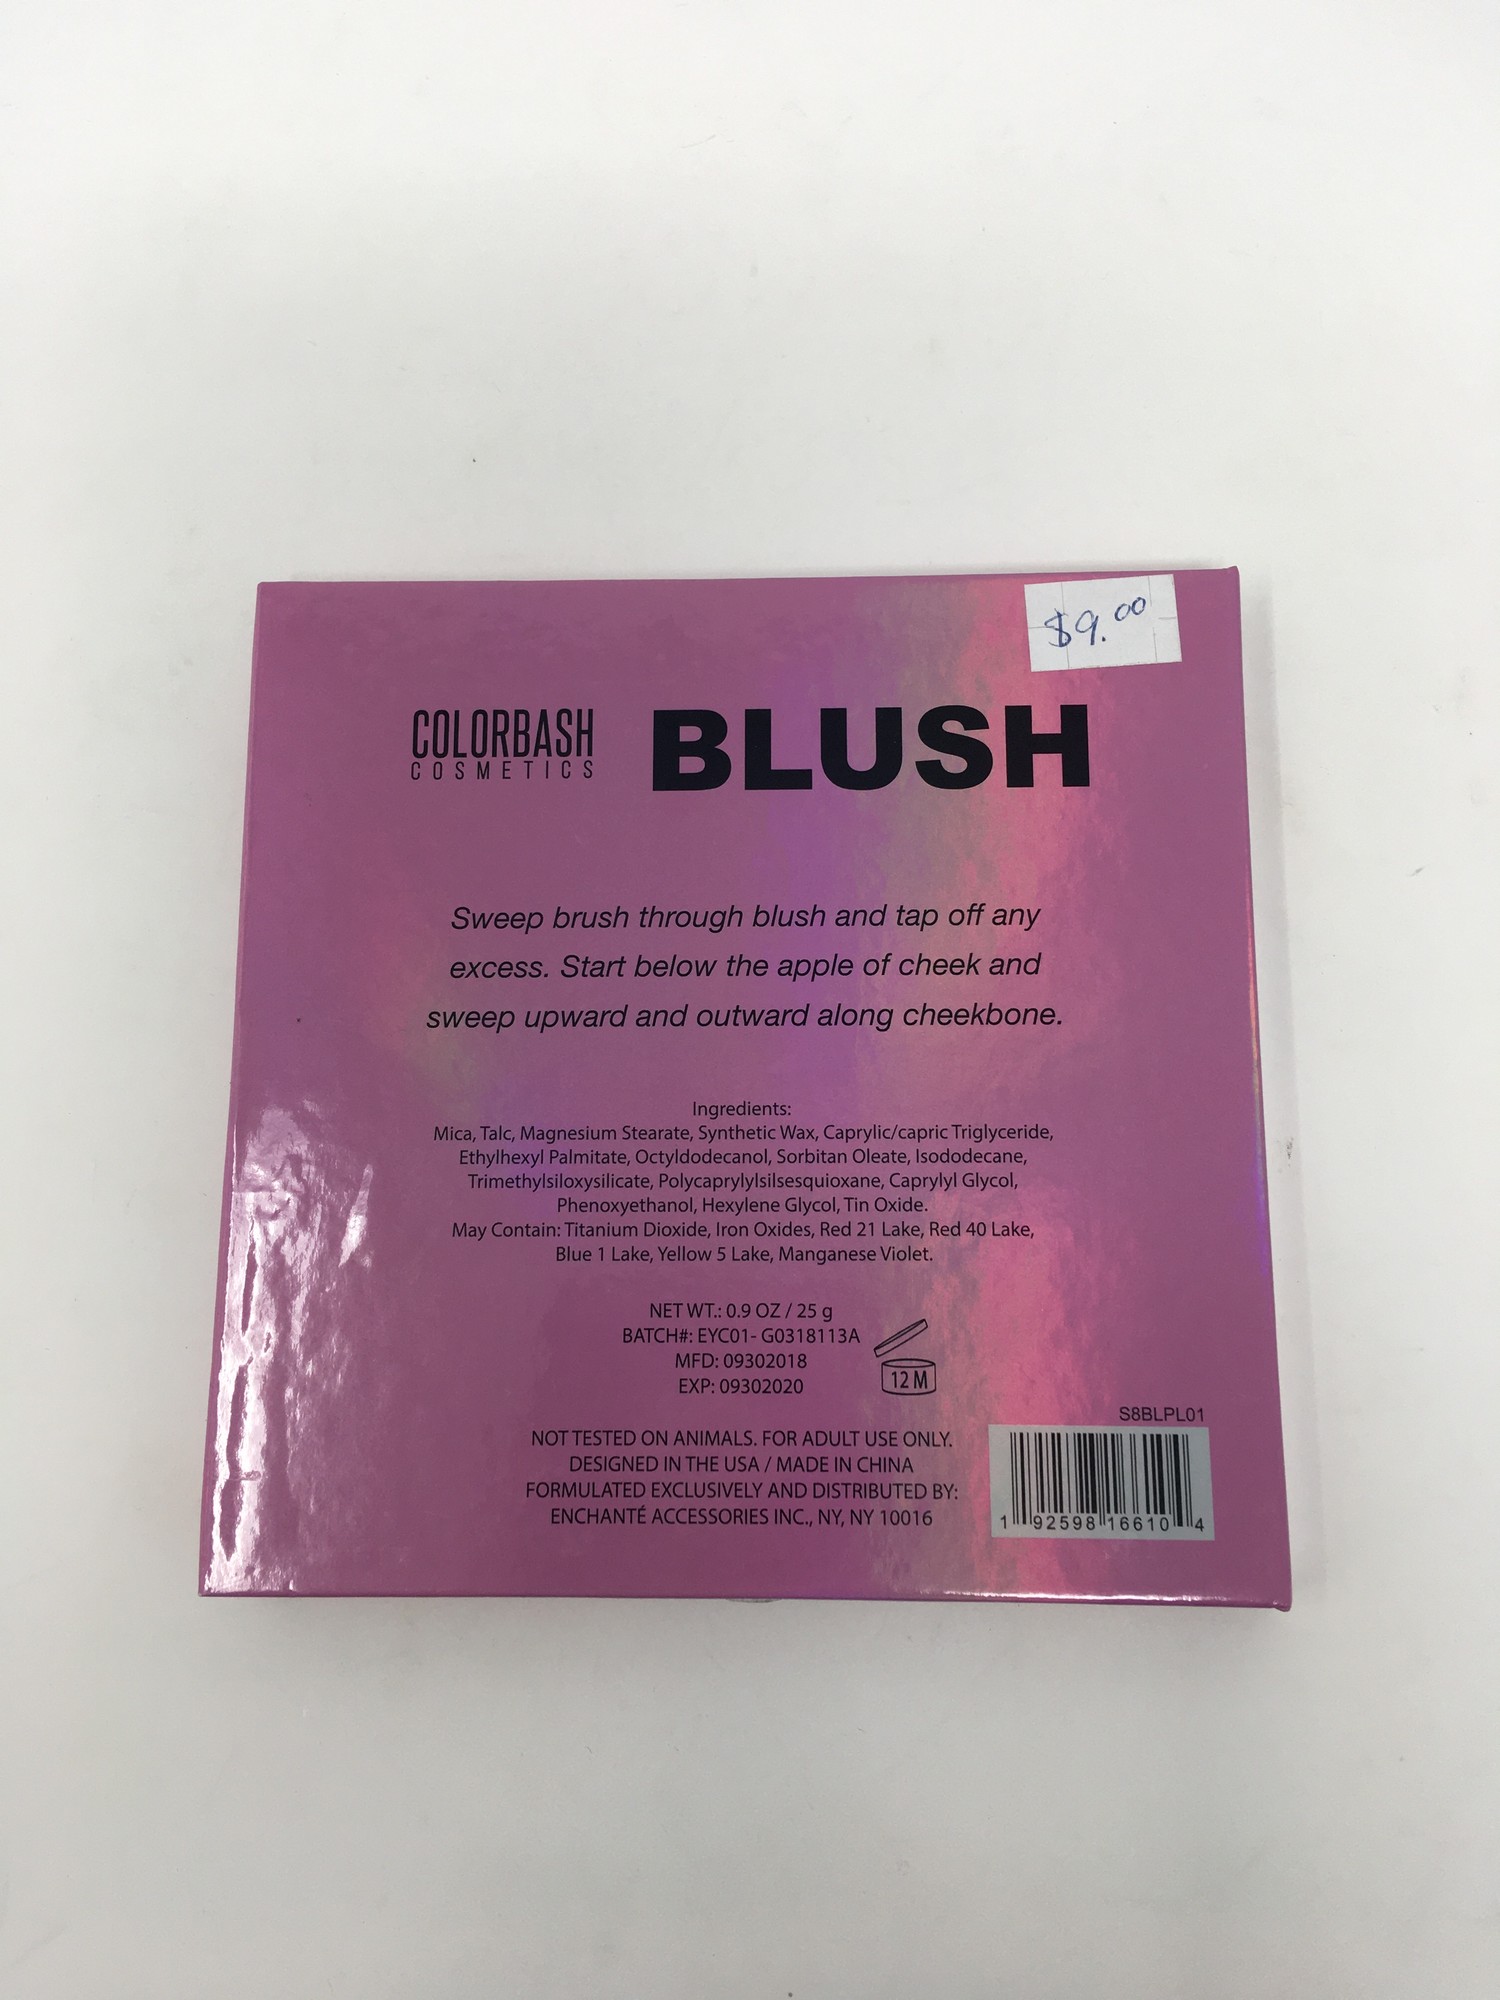 $9.00
COLORBASH
COSMETICS
BLUSH
Sweep brush through blush and tap off any
excess. Start below the apple of cheek and
sweep upward and outward along cheekbone.
Ingredients:
Mica, Talc, Magnesium Stearate, Synthetic Wax, Caprylic/capric Triglyceride,
Ethylhexyl Palmitate, Octyldodecanol, Sorbitan Oleate, Isododecane,
Trimethylsiloxysilicate, Polycaprylylsilsesquioxane, Caprylyl Glycol,
Phenoxyethanol, Hexylene Glycol, Tin Oxide.
May Contain: Titanium Dioxide, Iron Oxides, Red 21 Lake, Red 40 Lake,
Blue 1 Lake, Yellow 5 Lake, Manganese Violet.
NET WT.: 0.9 OZ / 25 g
BATCH#: EYC01- G0318113A
MFD: 09302018
EXP: 09302020
12 M
NOT TESTED ON ANIMALS. FOR ADULT USE ONLY.
DESIGNED IN THE USA / MADE IN CHINA
FORMULATED EXCLUSIVELY AND DISTRIBUTED BY:
ENCHANTÉ ACCESSORIES INC., NY, NY 10016
S8BLPL01
1 92598 16610 4